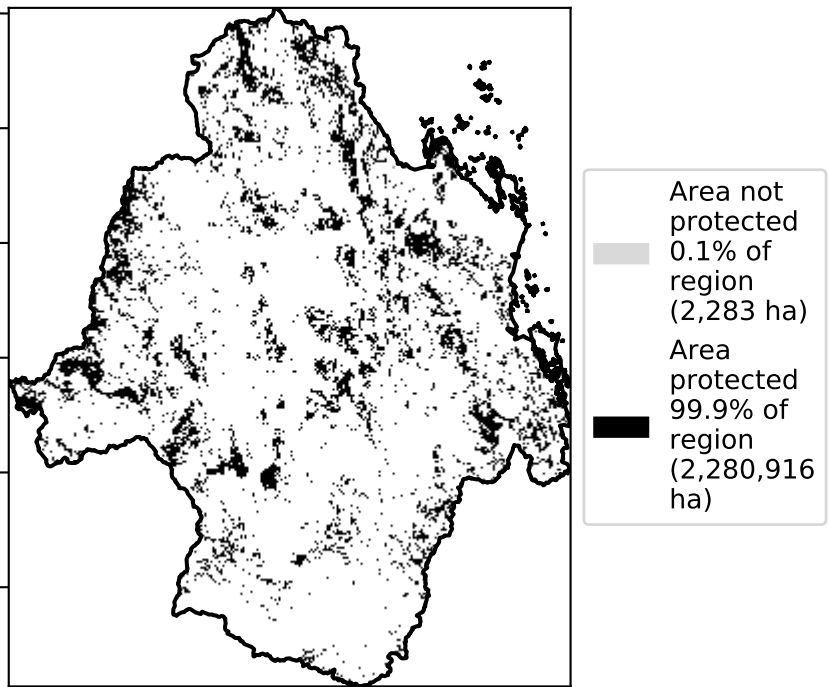 Area not
protected
0.1% of
region
(2,283 ha)
Area
protected
99.9% of
region
(2,280,916
ha)